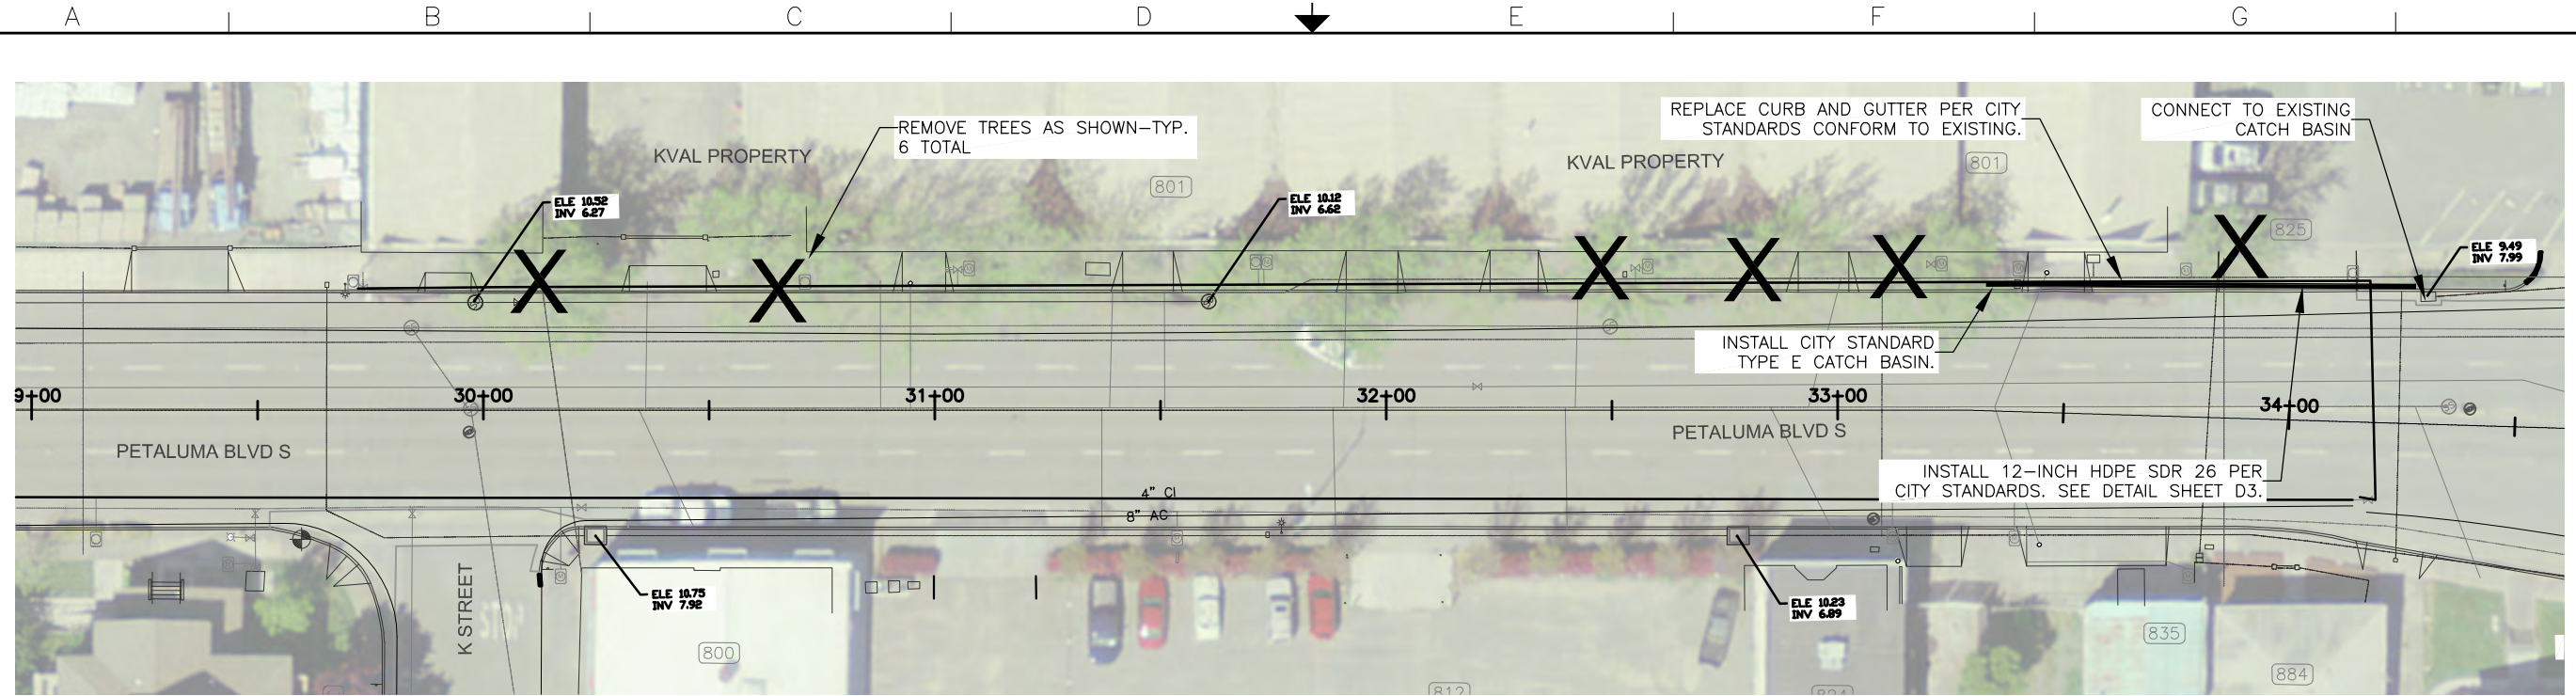 A
B
C
D
E
F
G
REPLACE CURB AND GUTTER PER CITY
STANDARDS CONFORM TO EXISTING.
CONNECT TO EXISTING
CATCH BASIN
REMOVE TREES AS SHOWN-TYP.
6 TOTAL
KVAL PROPERTY
801
KVAL PROPERTY
801
ELE 10.52
INV 6.27
ELE 10.12
INV 6.62
825
ELE 9.49
INV 7.99
X
X
X
X
X
X
INSTALL CITY STANDARD
TYPE E CATCH BASIN.
9+00
30+00
31+00
32+00
33+00
34+00
PETALUMA BLVD S
PETALUMA BLVD S
INSTALL 12-INCH HDPE SDR 26 PER
CITY STANDARDS. SEE DETAIL SHEET D3.
4" CI
8" AC
K STREET
STOP
ELE 10.75
INV 7.92
ELE 10.23
INV 6.89
800
835
884
812